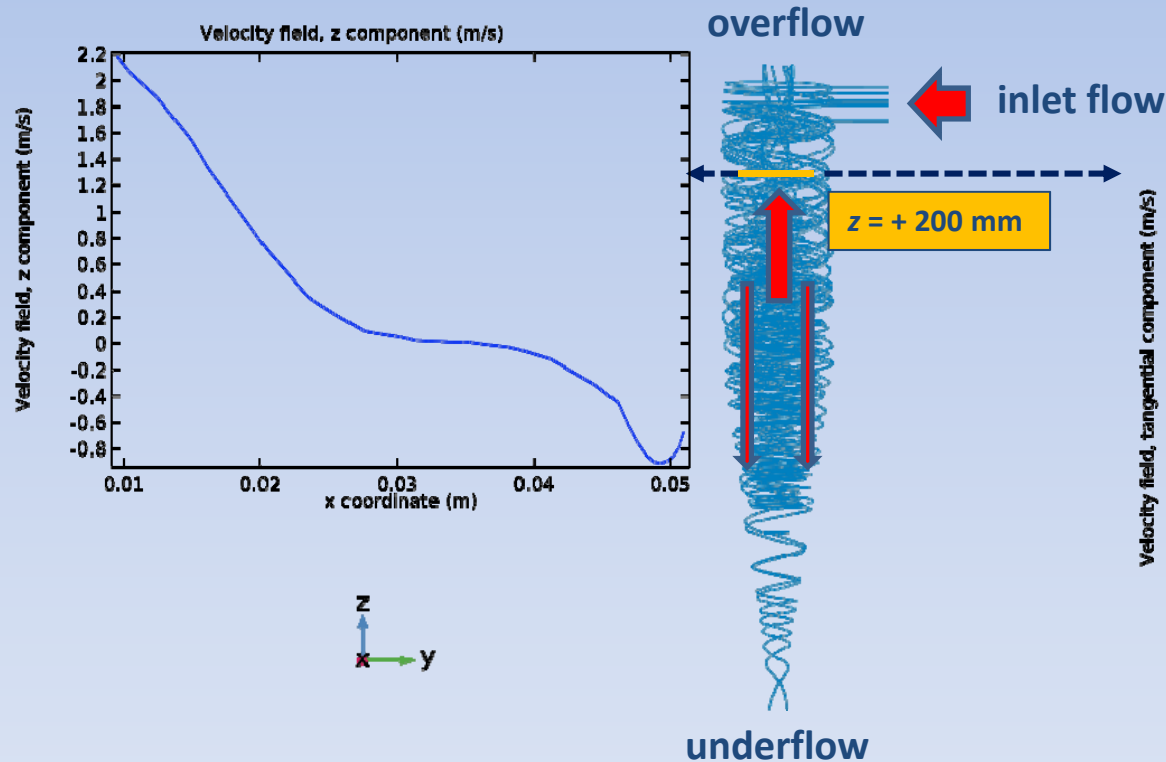 Velocity field, z component (m/s)
Velocity field, z component (m/s)
2.2
2
1.8
1.6
1.4
1.2
1
0.8
0.6
0.4
0.2
0
-0.2
-0.4
-0.6
-0.8
0.01 0.02 0.03 0.04 0.05
x coordinate (m)
z
x
y
overflow
inlet flow
z = + 200 mm
underflow
Velocity field, tangential component (m/s)